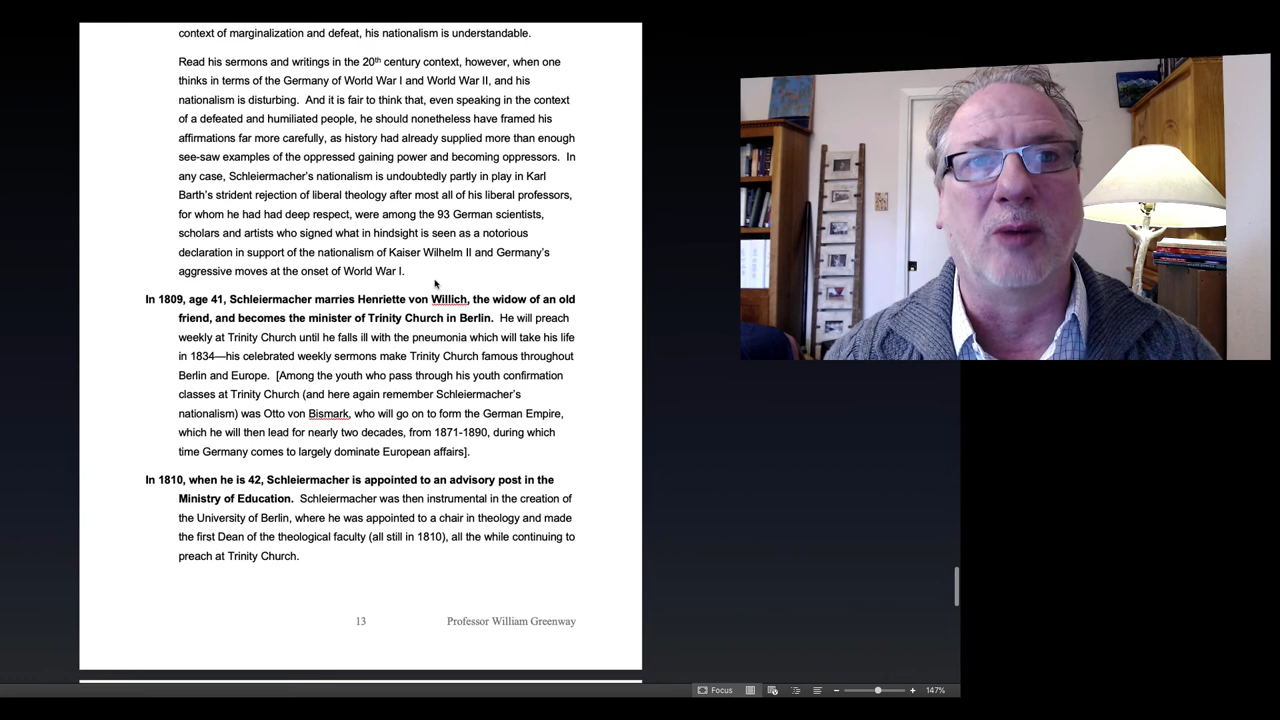 context of marginalization and defeat, his nationalism is understandable.
Read his sermons and writings in the 20th century context, however, when one
thinks in terms of the Germany of World War I and World War II, and his
nationalism is disturbing. And it is fair to think that, even speaking in the context
of a defeated and humiliated people, he should nonetheless have framed his
affirmations far more carefully, as history had already supplied more than enough
see-saw examples of the oppressed gaining power and becoming oppressors. In
any case, Schleiermacher's nationalism is undoubtedly partly in play in Karl
Barth's strident rejection of liberal theology after most all of his liberal professors,
for whom he had had deep respect, were among the 93 German scientists,
scholars and artists who signed what in hindsight is seen as a notorious
declaration in support of the nationalism of Kaiser Wilhelm II and Germany's
aggressive moves at the onset of World War I.
In 1809, age 41, Schleiermacher marries Henriette von Willich, the widow of an old
friend, and becomes the minister of Trinity Church in Berlin. He will preach
weekly at Trinity Church until he falls ill with the pneumonia which will take his life
in 1834—his celebrated weekly sermons make Trinity Church famous throughout
Berlin and Europe. [Among the youth who pass through his youth confirmation
classes at Trinity Church (and here again remember Schleiermacher's
nationalism) was Otto von Bismark, who will go on to form the German Empire,
which he will then lead for nearly two decades, from 1871-1890, during which
time Germany comes to largely dominate European affairs].
In 1810, when he is 42, Schleiermacher is appointed to an advisory post in the
Ministry of Education. Schleiermacher was then instrumental in the creation of
the University of Berlin, where he was appointed to a chair in theology and made
the first Dean of the theological faculty (all still in 1810), all the while continuing to
preach at Trinity Church.
13 Professor William Greenway
Focus 147%